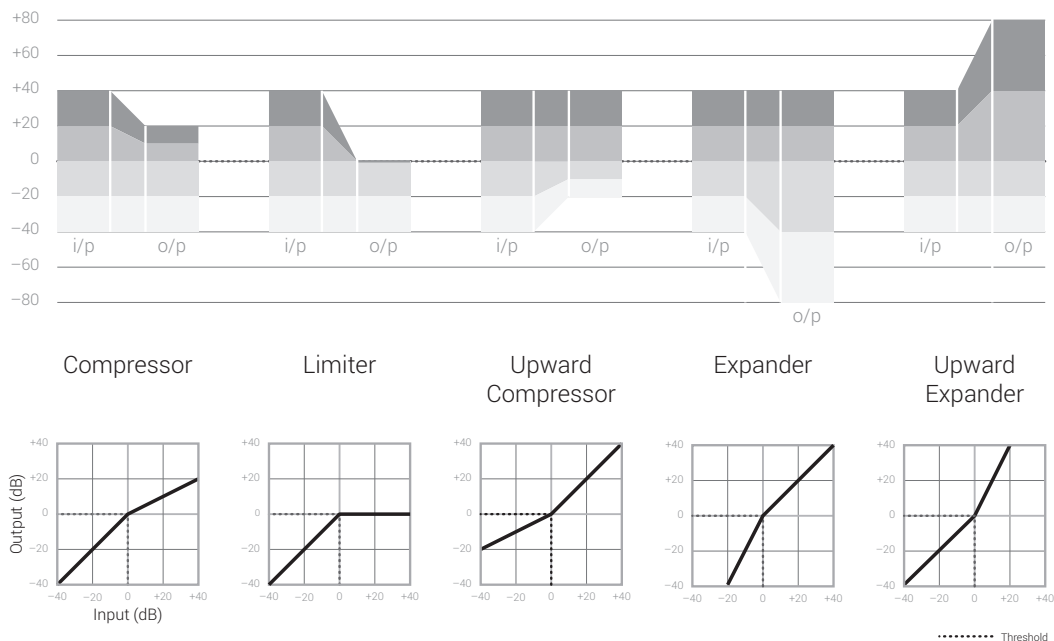 +80
+60
+40
+20
0
−20
−40
i/p o/p i/p o/p i/p o/p i/p i/p o/p
−60
−80
o/p
Compressor
Limiter
Upward
Compressor
Expander
Upward
Expander
Output (dB)
+40
+20
0
−20
−40
−40 −20 0 +20 +40
Input (dB)
+40
+20
0
−20
−40
−40 −20 0 +20 +40
+40
+20
0
−20
−40
−40 −20 0 +20 +40
+40
+20
0
−20
−40
−40 −20 0 +20 +40
+40
+20
0
−20
−40
−40 −20 0 +20 +40
Threshold